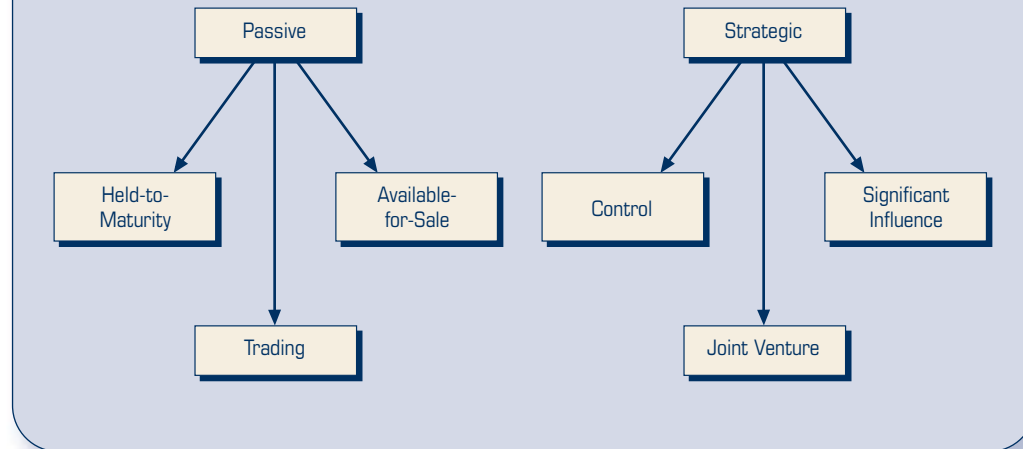 Passive
Strategic
Held-to-
Maturity
Available-
for-Sale
Control
Significant
Influence
Trading
Joint Venture